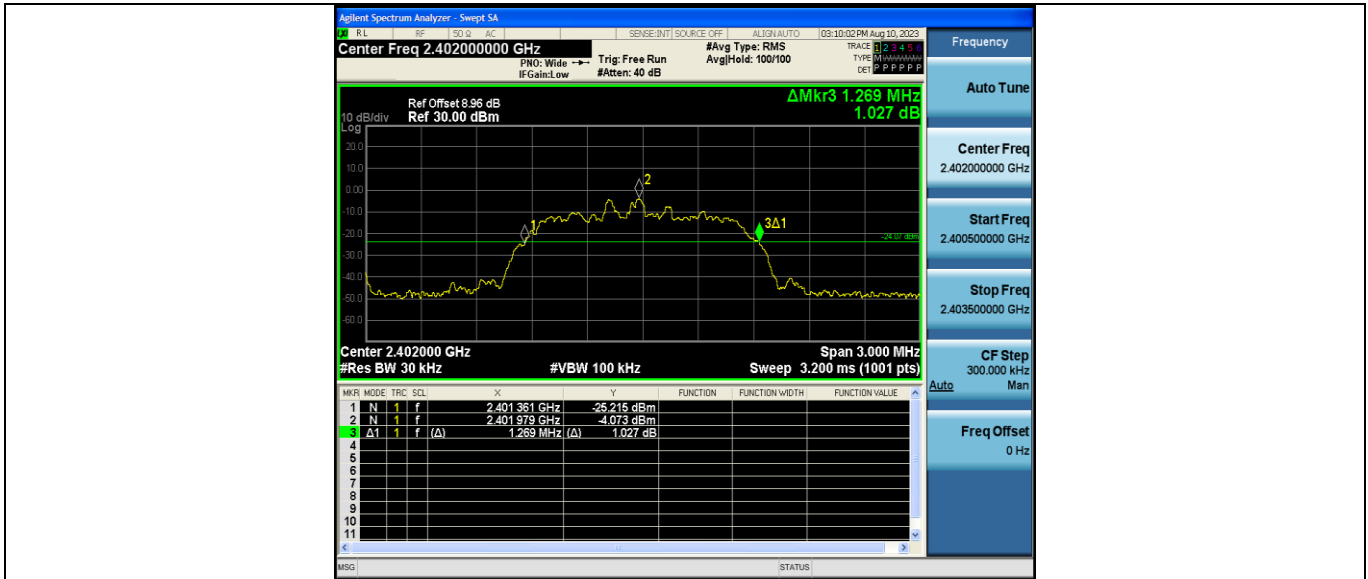 Agilent Spectrum Analyzer - Swept SA
LXI RL RF 50 Ω AC SENSE:INT SOURCE OFF ALIGN AUTO 03:10:02 PM Aug 10, 2023
Center Freq 2.402000000 GHz
PNO: Wide
IFGain:Low
Trig: Free Run
#Atten: 40 dB
#Avg Type: RMS
Avg|Hold: 100/100
TRACE 1 2 3 4 5 6
TYPE M
DET P P P P P P
ΔMkr3 1.269 MHz
1.027 dB
Ref Offset 8.96 dB
10 dB/div Ref 30.00 dBm
Log
20.0
10.0
0.00
-10.0
-20.0
-30.0
-40.0
-50.0
-60.0
1
2
3Δ1
-24.07 dBm
Center 2.402000 GHz Span 3.000 MHz
#Res BW 30 kHz #VBW 100 kHz Sweep 3.200 ms (1001 pts)
MKR MODE TRC SCL X Y FUNCTION FUNCTION WIDTH FUNCTION VALUE
1 N 1 f 2.401 361 GHz -25.215 dBm
2 N 1 f 2.401 979 GHz -4.073 dBm
3 Δ1 1 f (Δ) 1.269 MHz (Δ) 1.027 dB
4
5
6
7
8
9
10
11
MSG STATUS
Frequency
Auto Tune
Center Freq
2.402000000 GHz
Start Freq
2.400500000 GHz
Stop Freq
2.403500000 GHz
CF Step
300.000 kHz
Auto Man
Freq Offset
0 Hz